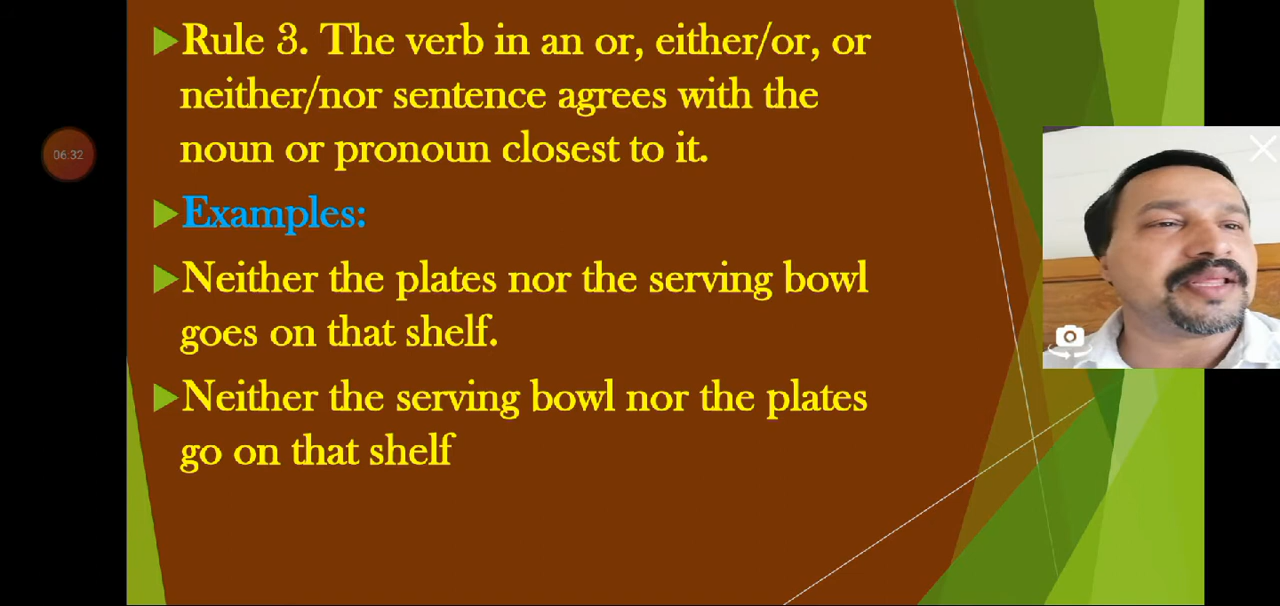 Rule 3. The verb in an or, either/or, or
neither/nor sentence agrees with the
noun or pronoun closest to it.
06:32
Examples:
Neither the plates nor the serving bowl
goes on that shelf.
Neither the serving bowl nor the plates
go on that shelf